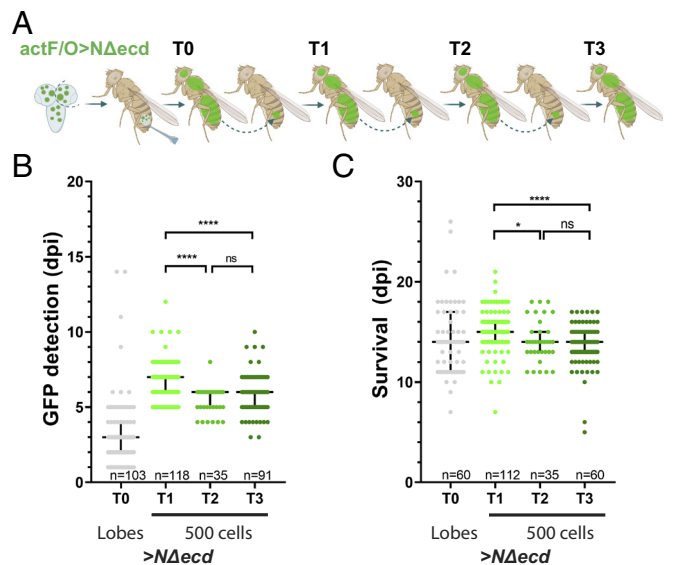 A
actF/O>NΔecd T0 T1 T2 T3
B
GFP detection (dpi)
20
15
10
5
0
****
**** ns
n=103 n=118 n=35 n=91
T0 T1 T2 T3
Lobes 500 cells
>NΔecd
C
Survival (dpi)
30
20
10
0
****
* ns
n=60 n=112 n=35 n=60
T0 T1 T2 T3
Lobes 500 cells
>NΔecd